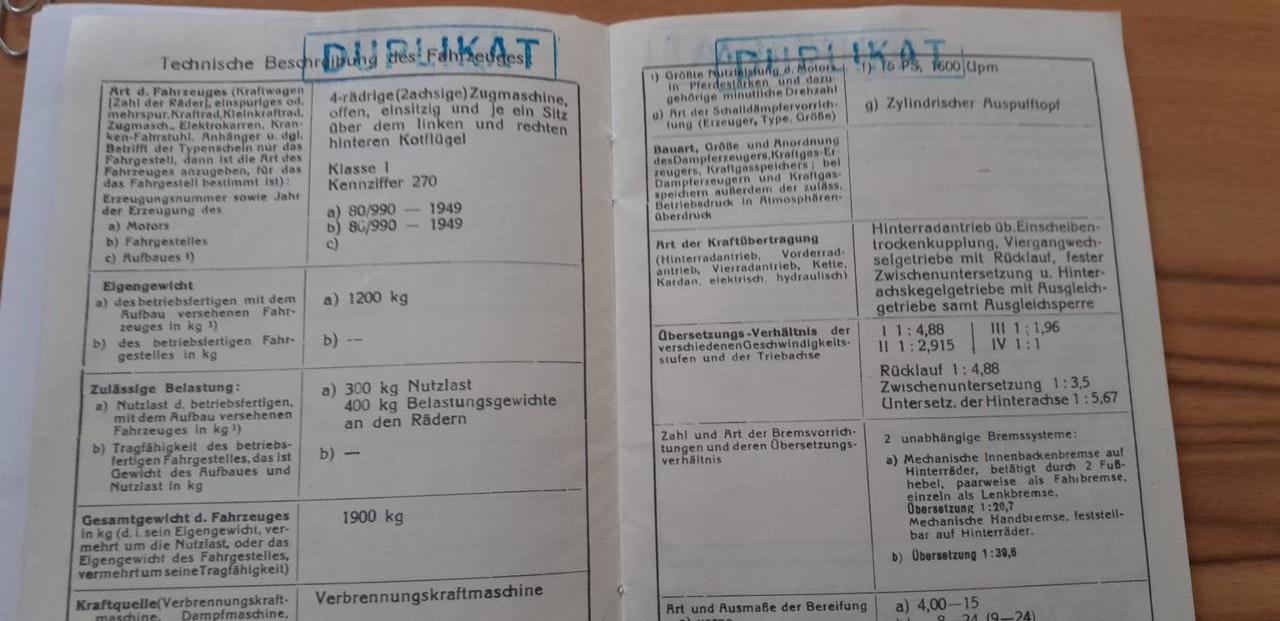 DUPLIKAT
Technische Beschreibung des Fahrzeuges
Art d. Fahrzeuges (Kraftwagen
[Zahl der Räder], einspuriges od.
mehrspur. Kraftrad, Kleinkraftrad,
Zugmasch., Elektrokarren, Kran-
ken-Fahrstuhl, Anhänger u. dgl.
Betrifft der Typenschein nur das
Fahrgestell, dann ist die Art des
Fahrzeuges anzugeben, für das
das Fahrgestell bestimmt ist):
4-rädrige (2achsige) Zugmaschine,
offen, einsitzig und je ein Sitz
über dem linken und rechten
hinteren Kotflügel
Klasse I
Kennziffer 270
Erzeugungsnummer sowie Jahr
der Erzeugung des
a) Motors
b) Fahrgestelles
c) Aufbaues ¹)
a) 80/990 — 1949
b) 80/990 — 1949
c)
Eigengewicht
a) des betriebsfertigen mit dem
Aufbau versehenen Fahr-
zeuges in kg ¹)
b) des betriebsfertigen Fahr-
gestelles in kg
a) 1200 kg
b) --
Zulässige Belastung:
a) Nutzlast d. betriebsfertigen,
mit dem Aufbau versehenen
Fahrzeuges in kg ¹)
b) Tragfähigkeit des betriebs-
fertigen Fahrgestelles, das ist
Gewicht des Aufbaues und
Nutzlast in kg
a) 300 kg Nutzlast
400 kg Belastungsgewichte
an den Rädern
b) —
Gesamtgewicht d. Fahrzeuges
in kg (d. i. sein Eigengewicht, ver-
mehrt um die Nutzlast, oder das
Eigengewicht des Fahrgestelles,
vermehrt um seine Tragfähigkeit)
1900 kg
Kraftquelle (Verbrennungskraft-
maschine, Dampfmaschine,
Verbrennungskraftmaschine
DUPLIKAT
f) Größte Nutzleistung d. Motors
in Pferdestärken und dazu-
gehörige minutliche Drehzahl
g) Art der Schalldämpfervorrich-
tung (Erzeuger, Type, Größe)
f) 15 PS, 1600 Upm
g) Zylindrischer Auspufftopf
Bauart, Größe und Anordnung
des Dampferzeugers, Kraftgas-Er-
zeugers, Kraftgasspeichers; bei
Dampferzeugern und Kraftgas-
speichern außerdem der zuläss.
Betriebsdruck in Atmosphären-
überdruck
–
Art der Kraftübertragung
(Hinterradantrieb, Vorderrad-
antrieb, Vierradantrieb, Kette,
Kardan, elektrisch, hydraulisch)
Hinterradantrieb üb. Einscheiben-
trockenkupplung, Viergangwech-
selgetriebe mit Rücklauf, fester
Zwischenuntersetzung u. Hinter-
achskegelgetriebe mit Ausgleich-
getriebe samt Ausgleichsperre
Übersetzungs-Verhältnis der
verschiedenen Geschwindigkeits-
stufen und der Triebachse
I 1:4,88 | III 1:1,96
II 1:2,915 | IV 1:1
Rücklauf 1:4,88
Zwischenuntersetzung 1:3,5
Untersetz. der Hinterachse 1:5,67
Zahl und Art der Bremsvorrich-
tungen und deren Übersetzungs-
verhältnis
2 unabhängige Bremssysteme:
a) Mechanische Innenbackenbremse auf
Hinterräder, betätigt durch 2 Fuß-
hebel, paarweise als Fahrbremse,
einzeln als Lenkbremse.
Übersetzung 1:20,7
Mechanische Handbremse, feststell-
bar auf Hinterräder.
b) Übersetzung 1:39,6
Art und Ausmaße der Bereifung
a) 4,00—15
8—24 (9—24)